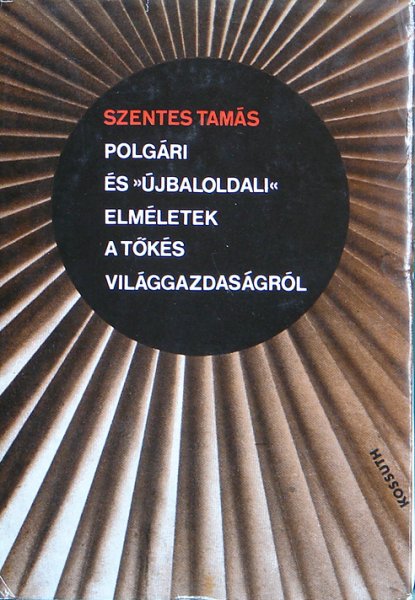 SZENTES TAMÁS
POLGÁRI
ÉS »ÚJBALOLDALI«
ELMÉLETEK
A TŐKÉS
VILÁGGAZDASÁGRÓL
KOSSUTH